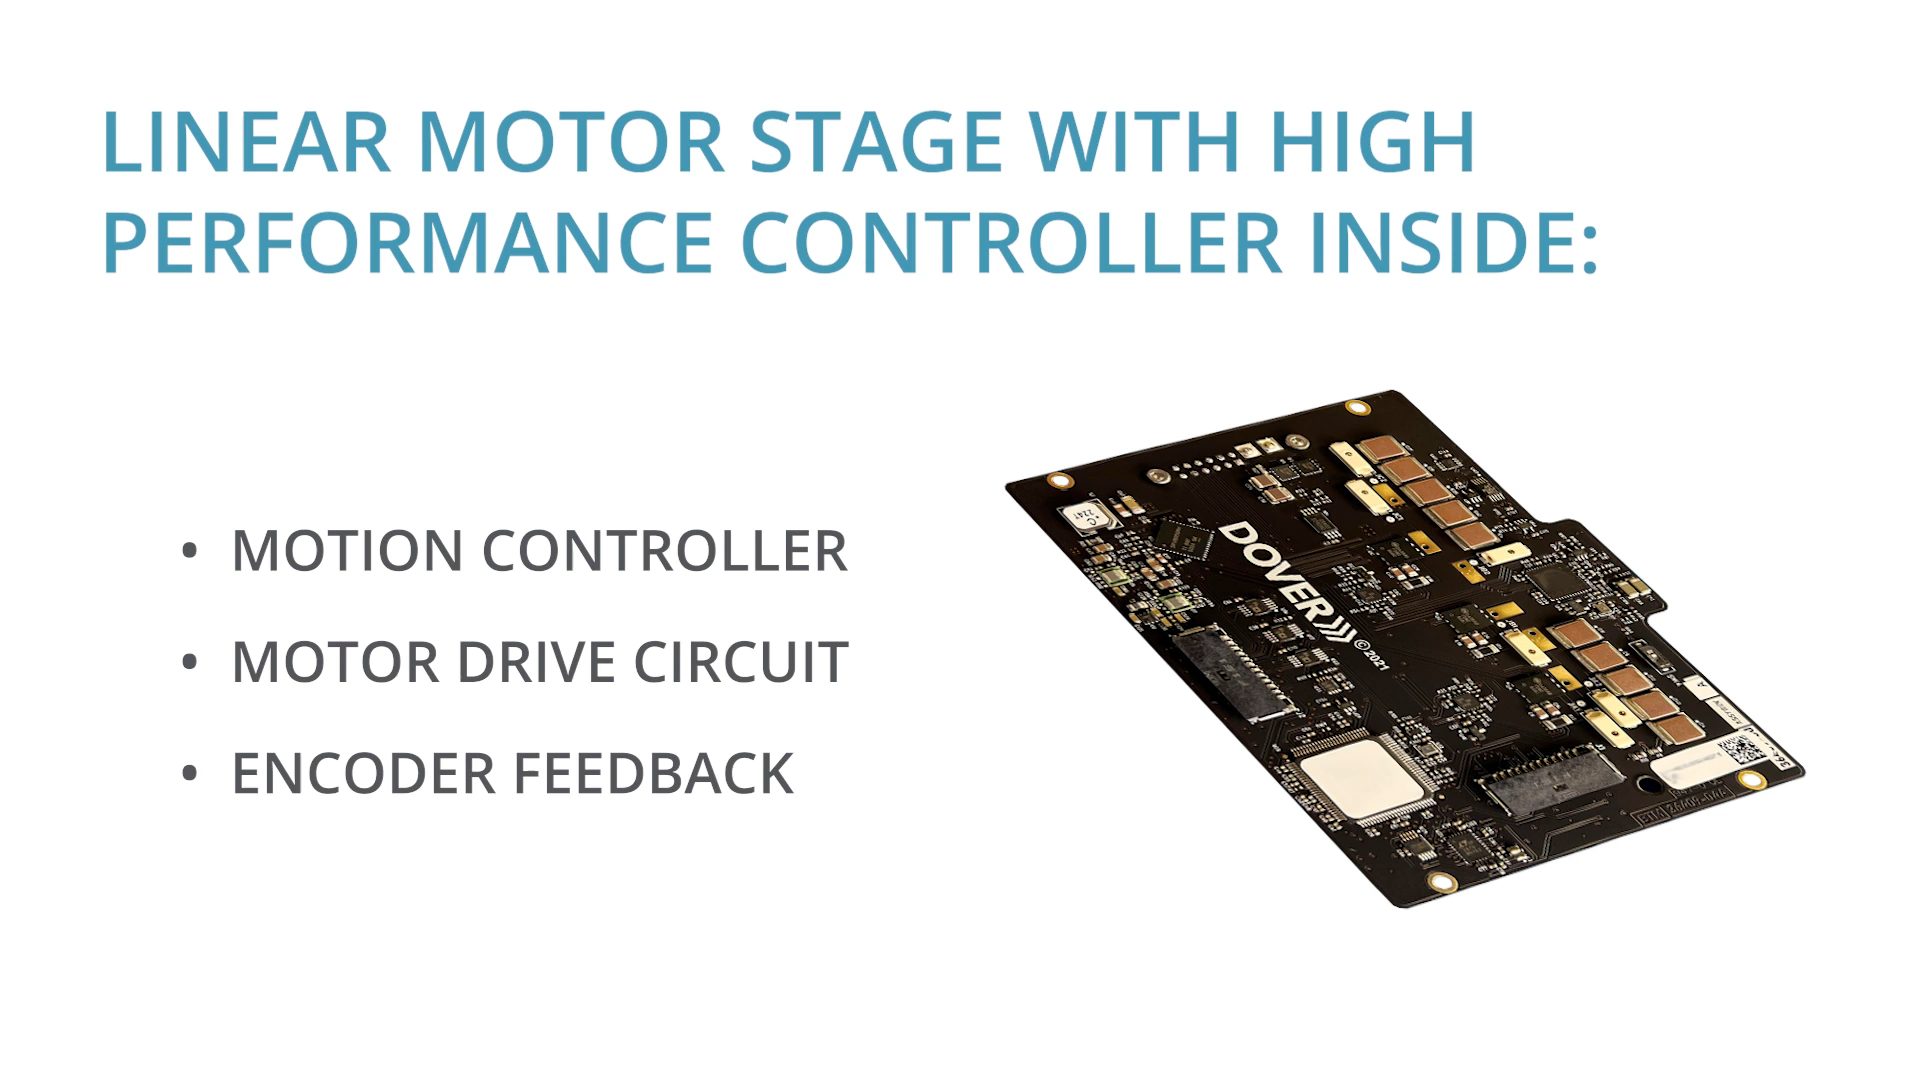 LINEAR MOTOR STAGE WITH HIGH
PERFORMANCE CONTROLLER INSIDE:
• MOTION CONTROLLER
• MOTOR DRIVE CIRCUIT
• ENCODER FEEDBACK
DOVER
©2021